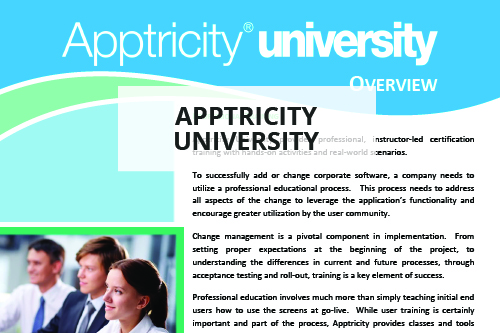 Apptricity® university
OVERVIEW
APPTRICITY
UNIVERSITY
professional, instructor-led certification
training with hands-on activities and real-world scenarios.
To successfully add or change corporate software, a company needs to
utilize a professional educational process. This process needs to address
all aspects of the change to leverage the application's functionality and
encourage greater utilization by the user community.
Change management is a pivotal component in implementation. From
setting proper expectations at the beginning of the project, to
understanding the differences in current and future processes, through
acceptance testing and roll-out, training is a key element of success.
Professional education involves much more than simply teaching initial end
users how to use the screens at go-live. While user training is certainly
important and part of the process, Apptricity provides classes and tools